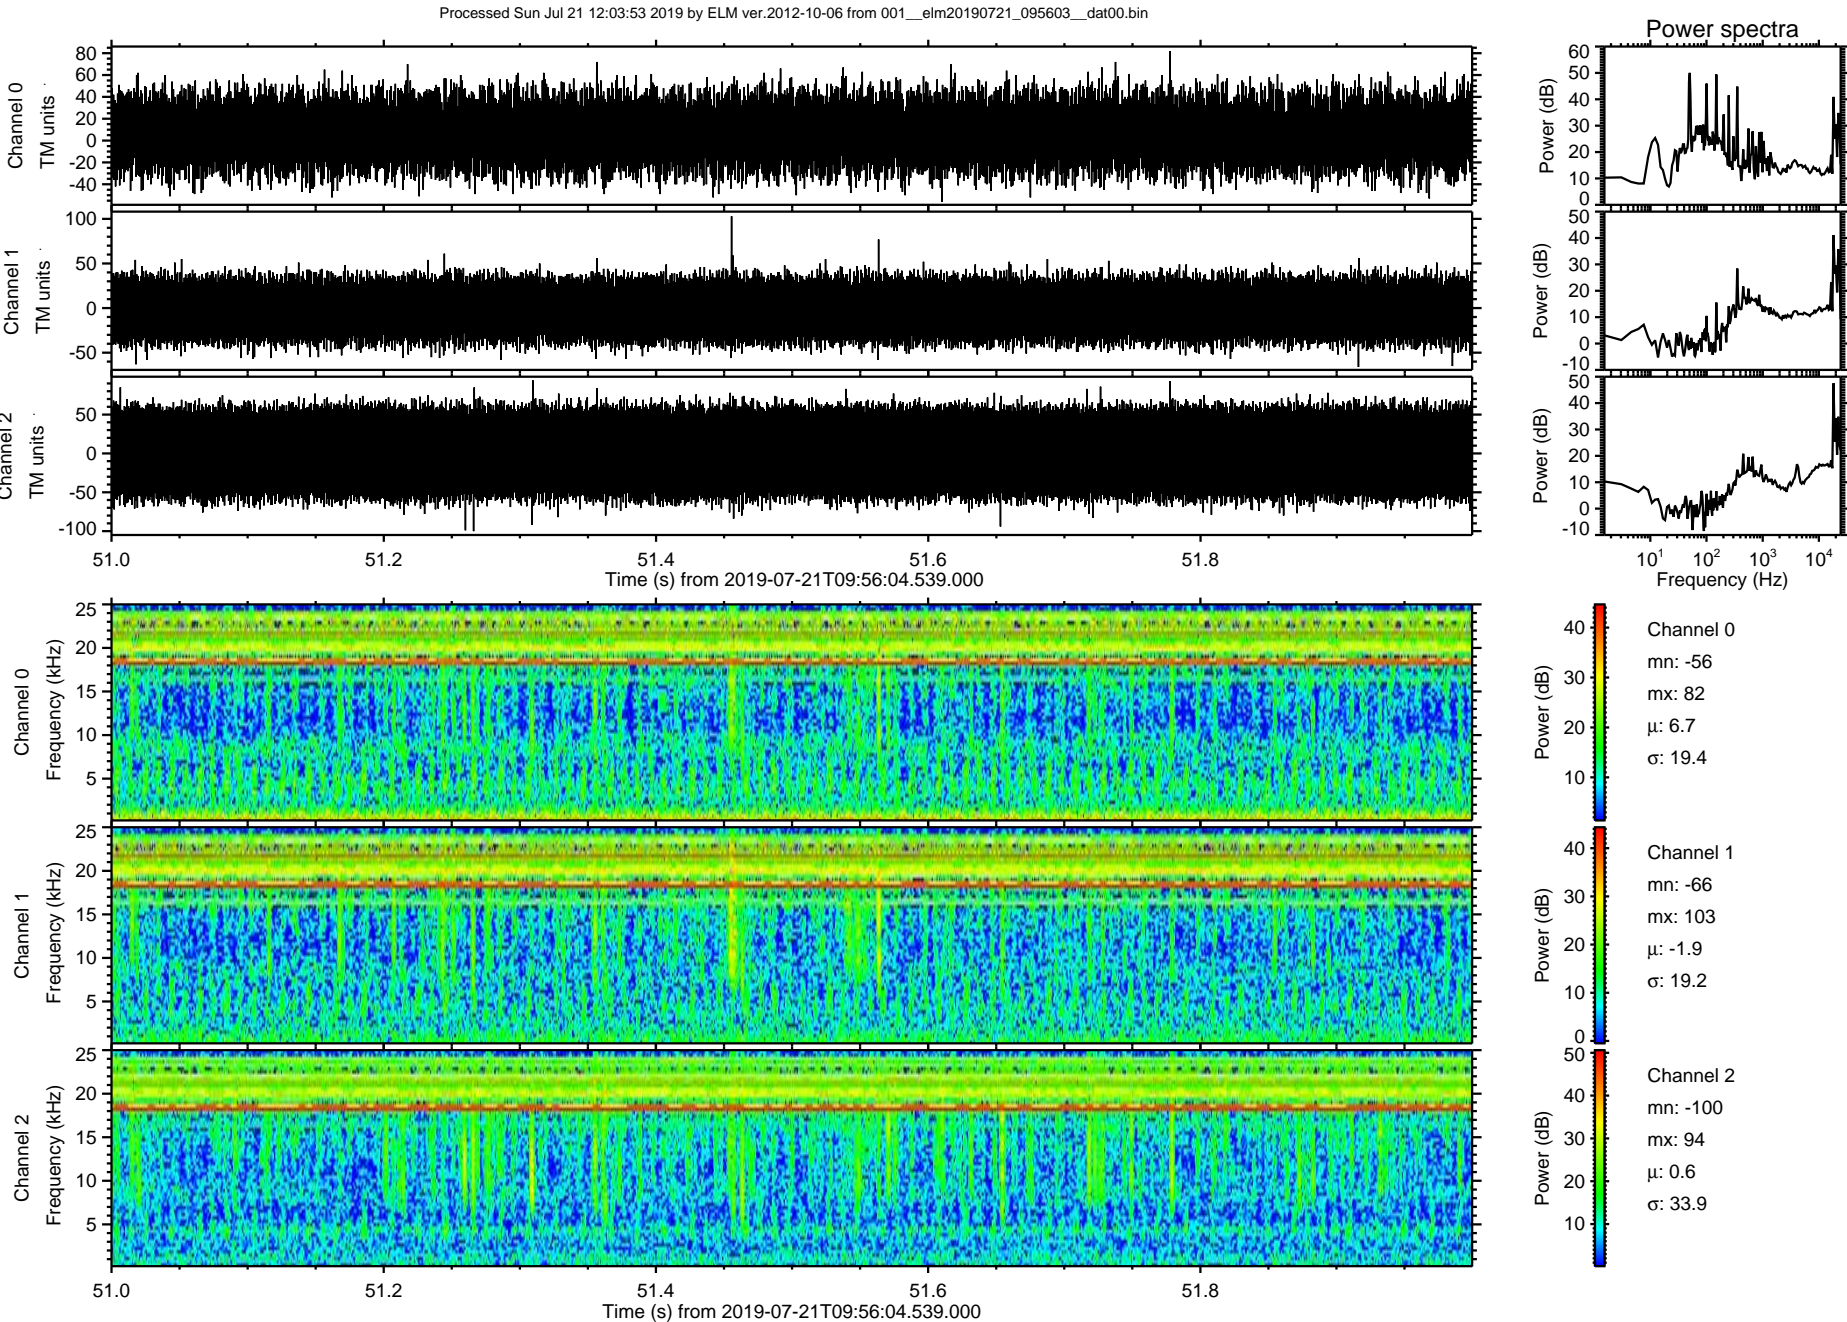 Processed Sun Jul 21 12:03:53 2019 by ELM ver.2012-10-06 from 001__elm20190721_095603__dat00.bin
Power spectra
Channel 0
TM units
80
60
40
20
0
-20
-40
Power (dB)
60
50
40
30
20
10
0
Channel 1
TM units
100
50
0
-50
Power (dB)
50
40
30
20
10
0
-10
Channel 2
TM units
50
0
-50
-100
Power (dB)
50
40
30
20
10
0
-10
51.0 51.2 51.4 51.6 51.8
Time (s) from 2019-07-21T09:56:04.539.000
10¹ 10² 10³ 10⁴
Frequency (Hz)
Channel 0
Frequency (kHz)
25
20
15
10
5
Power (dB)
40
30
20
10
Channel 0
mn: -56
mx: 82
μ: 6.7
σ: 19.4
Channel 1
Frequency (kHz)
25
20
15
10
5
Power (dB)
40
30
20
10
0
Channel 1
mn: -66
mx: 103
μ: -1.9
σ: 19.2
Channel 2
Frequency (kHz)
25
20
15
10
5
Power (dB)
50
40
30
20
10
Channel 2
mn: -100
mx: 94
μ: 0.6
σ: 33.9
51.0 51.2 51.4 51.6 51.8
Time (s) from 2019-07-21T09:56:04.539.000